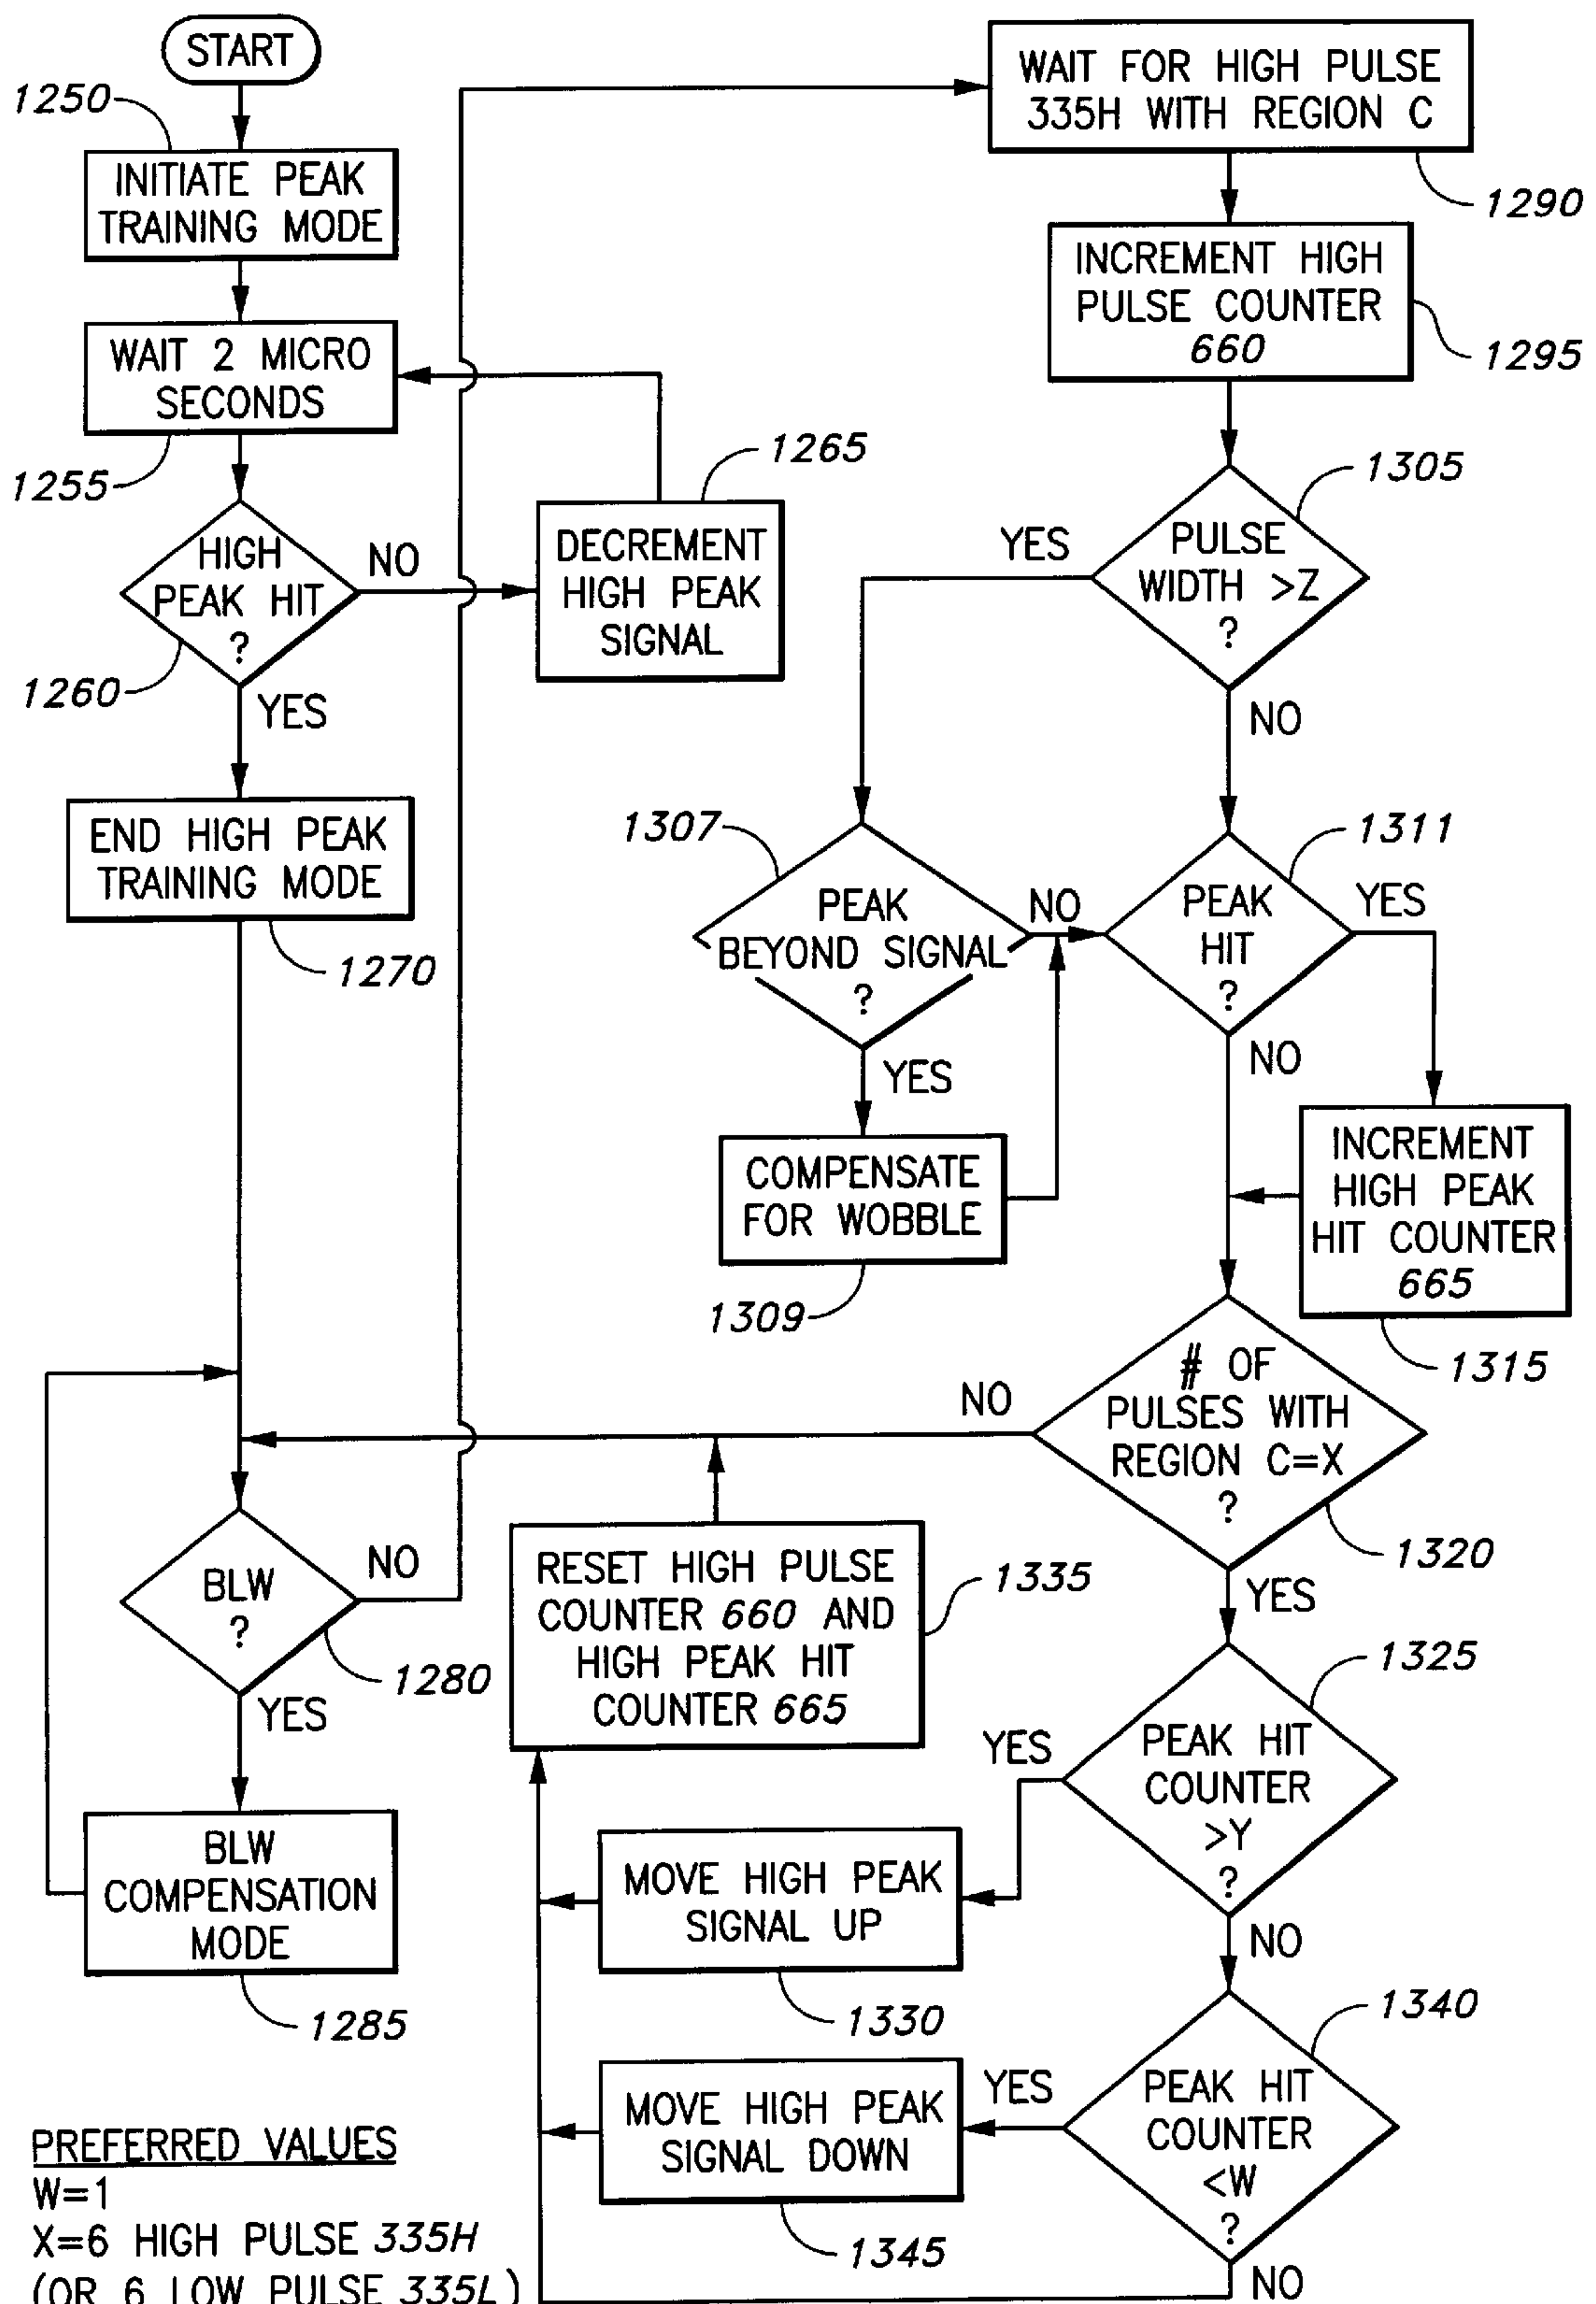 START
1250
INITIATE PEAK
TRAINING MODE
WAIT 2 MICRO
SECONDS
1255
HIGH
PEAK HIT
?
NO
1260
YES
1265
DECREMENT
HIGH PEAK
SIGNAL
END HIGH PEAK
TRAINING MODE
1270
BLW
?
NO
1280
YES
BLW
COMPENSATION
MODE
1285
WAIT FOR HIGH PULSE
335H WITH REGION C
1290
INCREMENT HIGH
PULSE COUNTER
660
1295
1305
YES
PULSE
WIDTH >Z
?
NO
1307
PEAK
BEYOND SIGNAL
?
NO
YES
COMPENSATE
FOR WOBBLE
1309
1311
PEAK
HIT
?
YES
NO
INCREMENT
HIGH PEAK
HIT COUNTER
665
1315
# OF
PULSES WITH
REGION C=X
?
NO
1320
YES
RESET HIGH PULSE
COUNTER 660 AND
HIGH PEAK HIT
COUNTER 665
1335
1325
YES
PEAK HIT
COUNTER
>Y
?
NO
MOVE HIGH PEAK
SIGNAL UP
1330
1340
YES
PEAK HIT
COUNTER
<W
?
NO
MOVE HIGH PEAK
SIGNAL DOWN
1345
PREFERRED VALUES
W=1
X=6 HIGH PULSE 335H
(OR 6 LOW PULSE 335L)